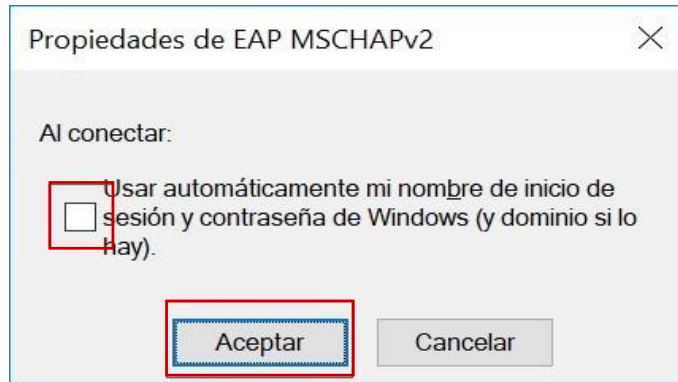 Propiedades de EAP MSCHAPv2
Al conectar:
Usar automáticamente mi nombre de inicio de
sesión y contraseña de Windows (y dominio si lo
hay).
Aceptar
Cancelar